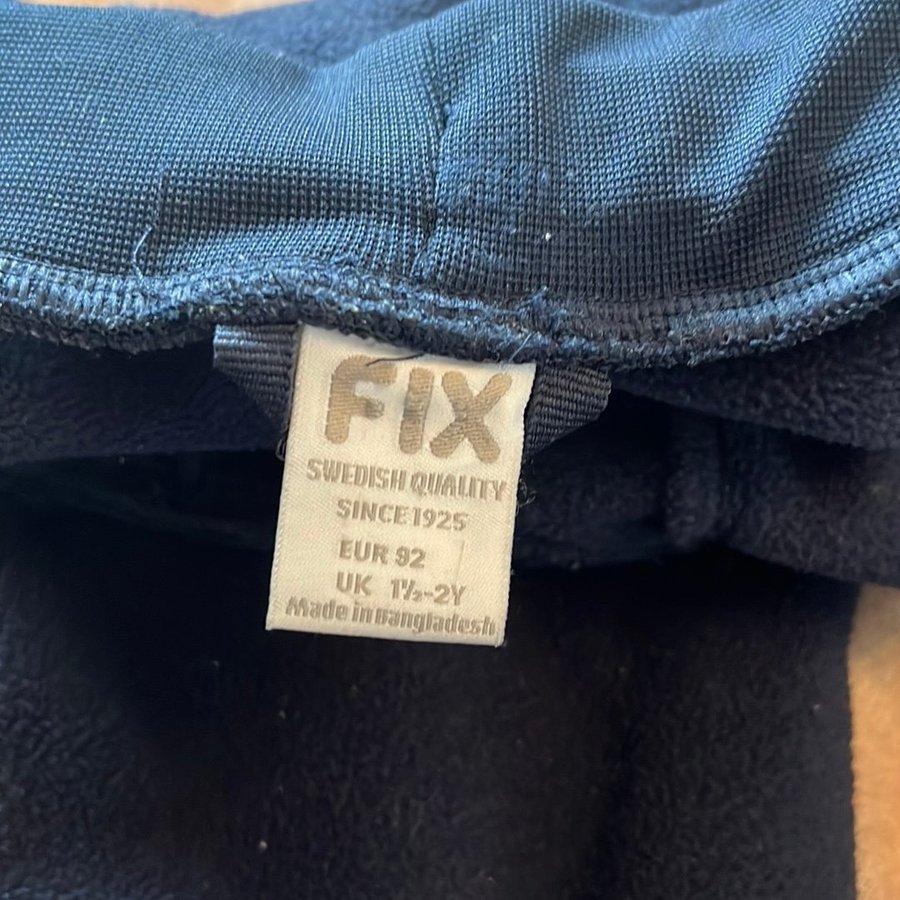 FIX
SWEDISH QUALITY
SINCE 1925
EUR 92
UK 1½-2Y
Made in Bangladesh